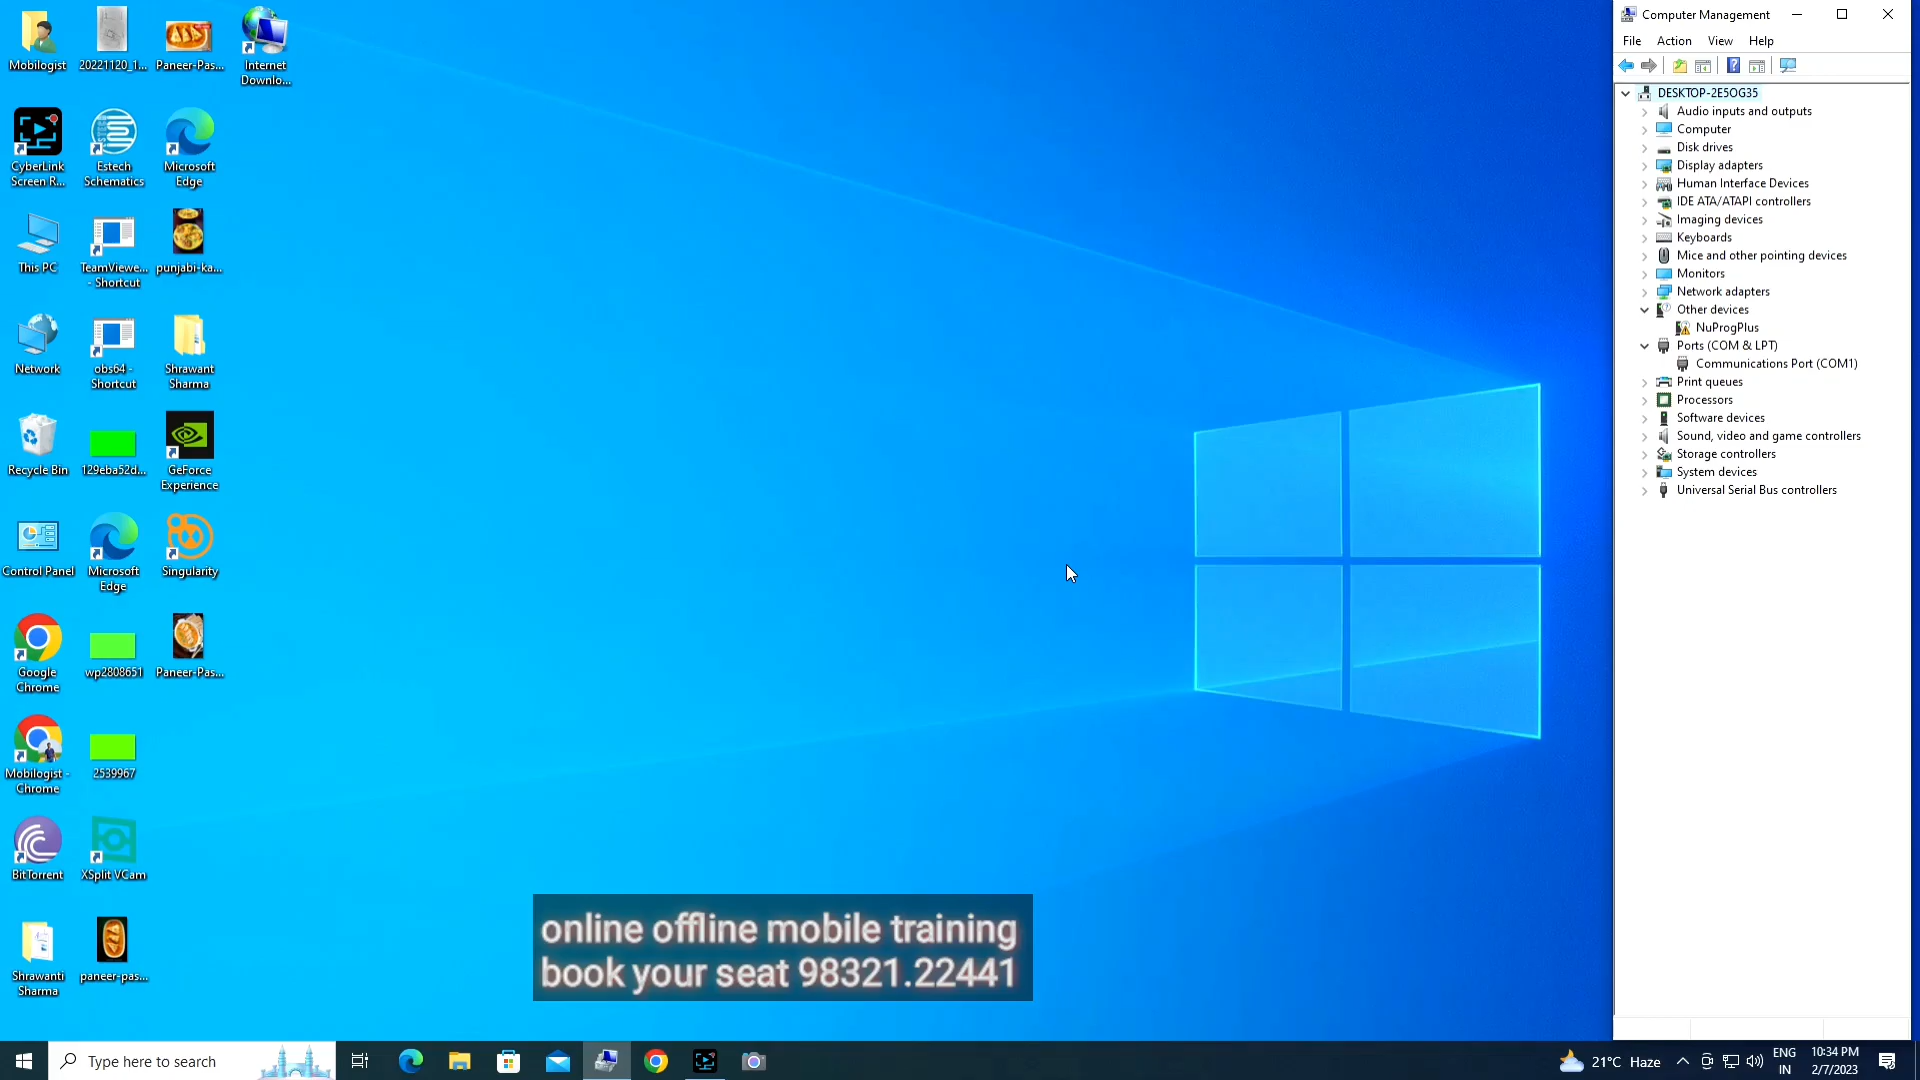 Mobilogist
20221120_1...
Paneer-Pas...
Internet
Downlo...
CyberLink
Screen R...
Estech
Schematics
Microsoft
Edge
This PC
TeamViewe...
- Shortcut
punjabi-ka...
Network
obs64 -
Shortcut
Shrawant
Sharma
Recycle Bin
129eba52d...
GeForce
Experience
Control Panel
Microsoft
Edge
Singularity
Google
Chrome
wp2808651
Paneer-Pas...
Mobilogist -
Chrome
2539967
BitTorrent
XSplit VCam
Shrawanti
Sharma
paneer-pas...
online offline mobile training
book your seat 98321.22441
Computer Management
File Action View Help
DESKTOP-2E5OG35
Audio inputs and outputs
Computer
Disk drives
Display adapters
Human Interface Devices
IDE ATA/ATAPI controllers
Imaging devices
Keyboards
Mice and other pointing devices
Monitors
Network adapters
Other devices
NuProgPlus
Ports (COM & LPT)
Communications Port (COM1)
Print queues
Processors
Software devices
Sound, video and game controllers
Storage controllers
System devices
Universal Serial Bus controllers
Type here to search
21°C Haze
ENG
IN
10:34 PM
2/7/2023